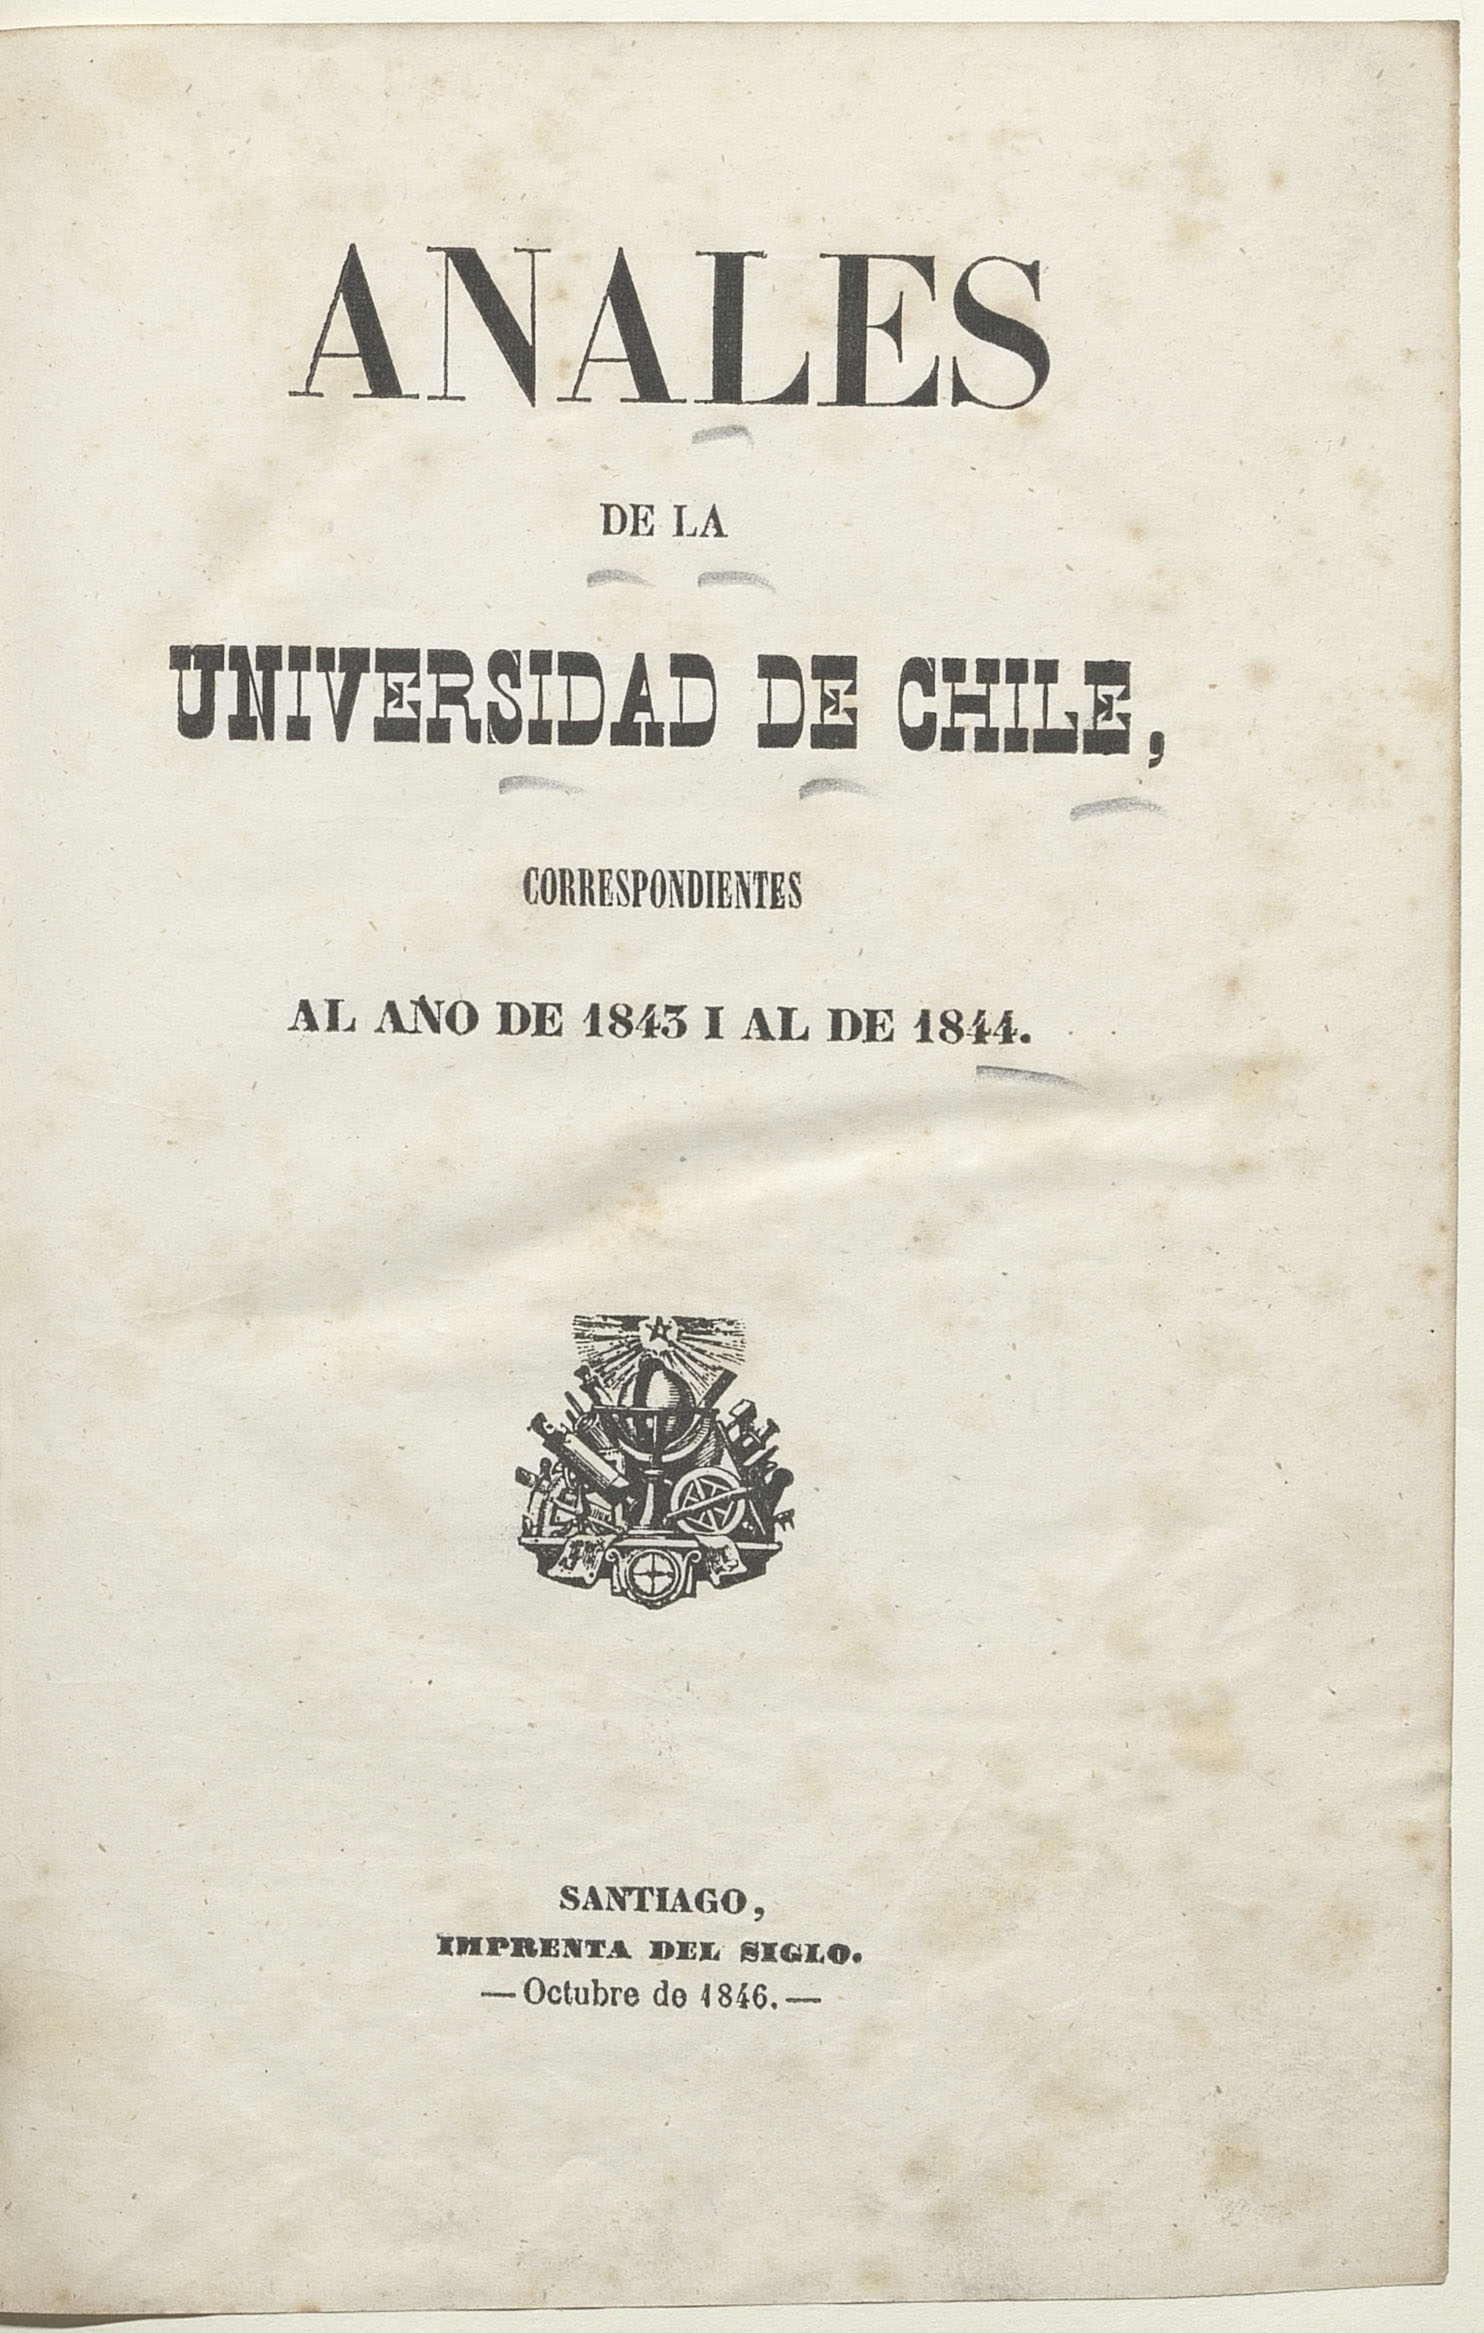 ANALES
DE LA
UNIVERSIDAD DE CHILE,
CORRESPONDIENTES
AL AÑO DE 1843 I AL DE 1844.
SANTIAGO,
IMPRENTA DEL SIGLO.
—Octubre de 1846.—